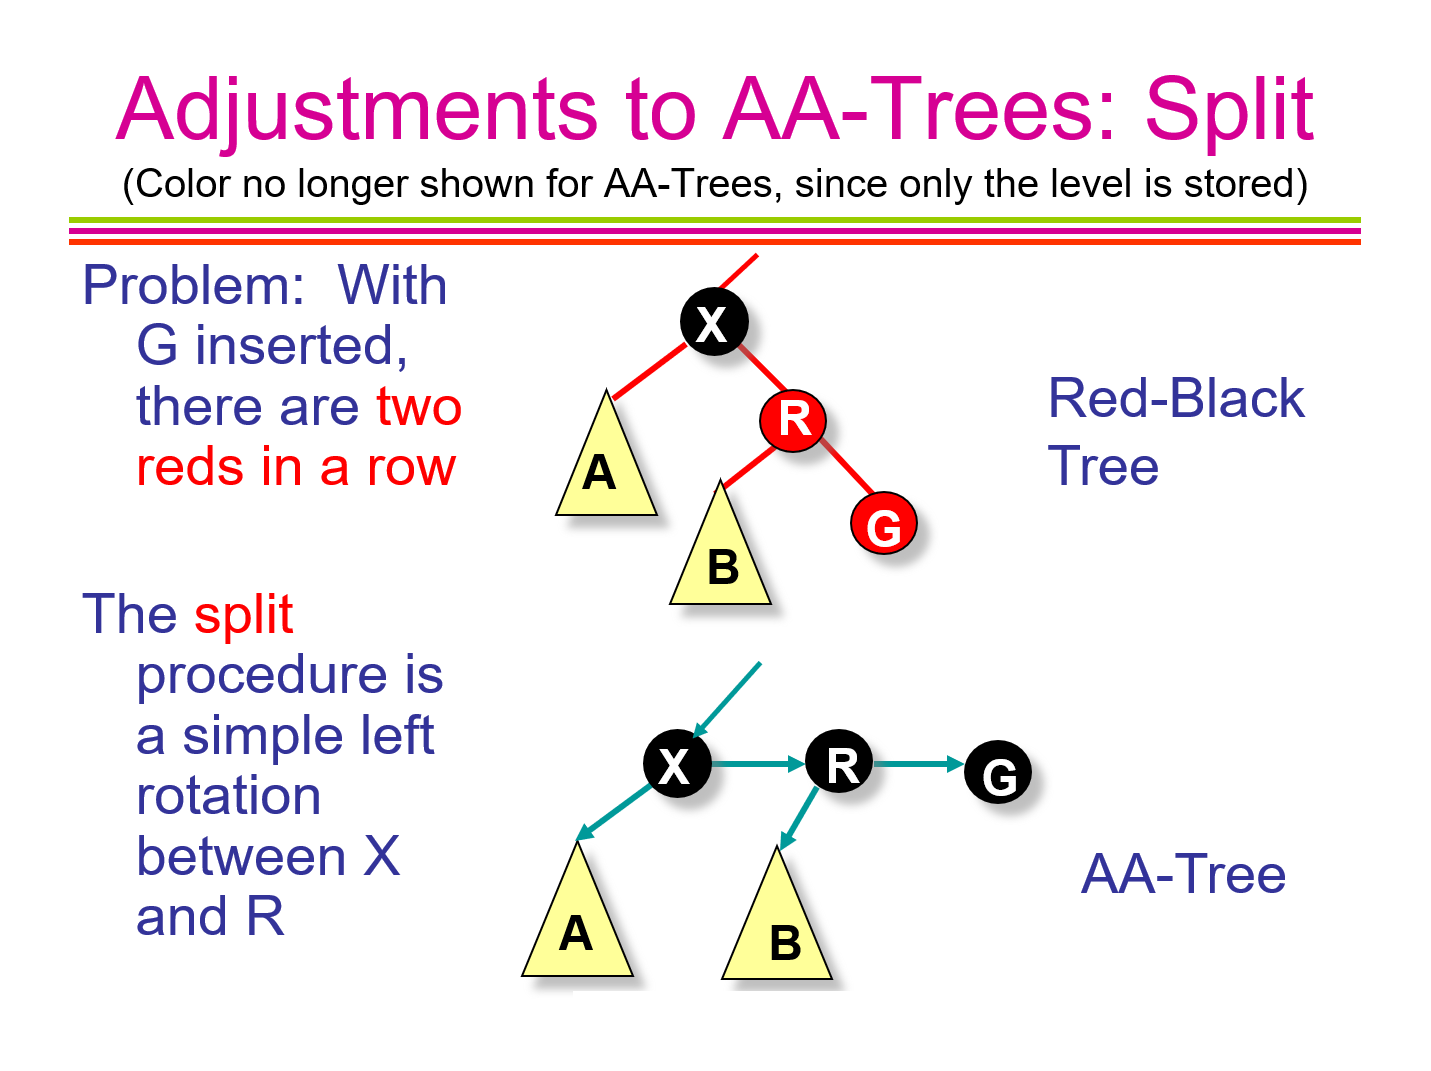 Adjustments to AA-Trees: Split
(Color no longer shown for AA-Trees, since only the level is stored)
Problem: With
G inserted,
there are two
reds in a row
The split
procedure is
a simple left
rotation
between X
and R
X
R
A
G
B
Red-Black
Tree
X
R
G
A
B
AA-Tree